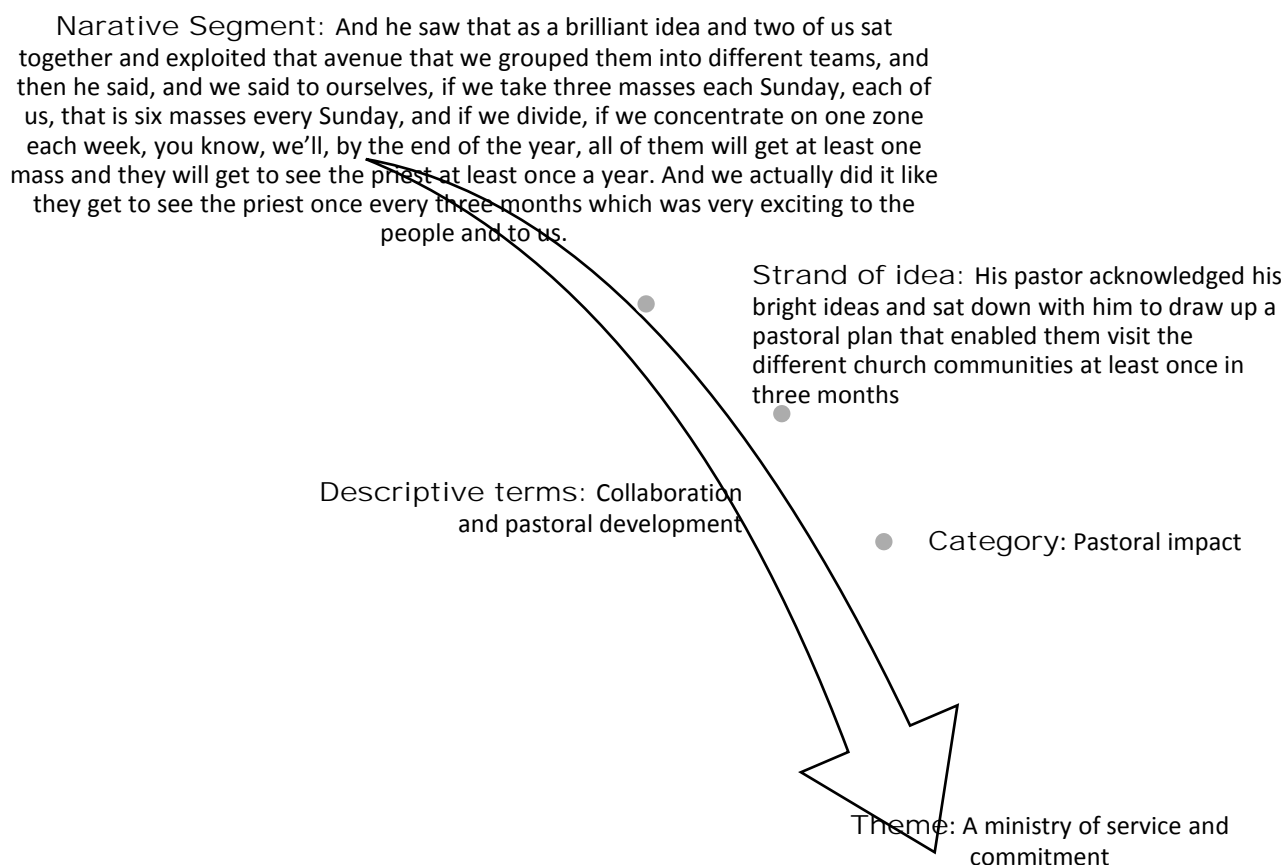 Narative Segment: And he saw that as a brilliant idea and two of us sat
together and exploited that avenue that we grouped them into different teams, and
then he said, and we said to ourselves, if we take three masses each Sunday, each of
us, that is six masses every Sunday, and if we divide, if we concentrate on one zone
each week, you know, we’ll, by the end of the year, all of them will get at least one
mass and they will get to see the priest at least once a year. And we actually did it like
they get to see the priest once every three months which was very exciting to the
people and to us.
Strand of idea: His pastor acknowledged his
bright ideas and sat down with him to draw up a
pastoral plan that enabled them visit the
different church communities at least once in
three months
Descriptive terms: Collaboration
and pastoral development
Category: Pastoral impact
Theme: A ministry of service and
commitment